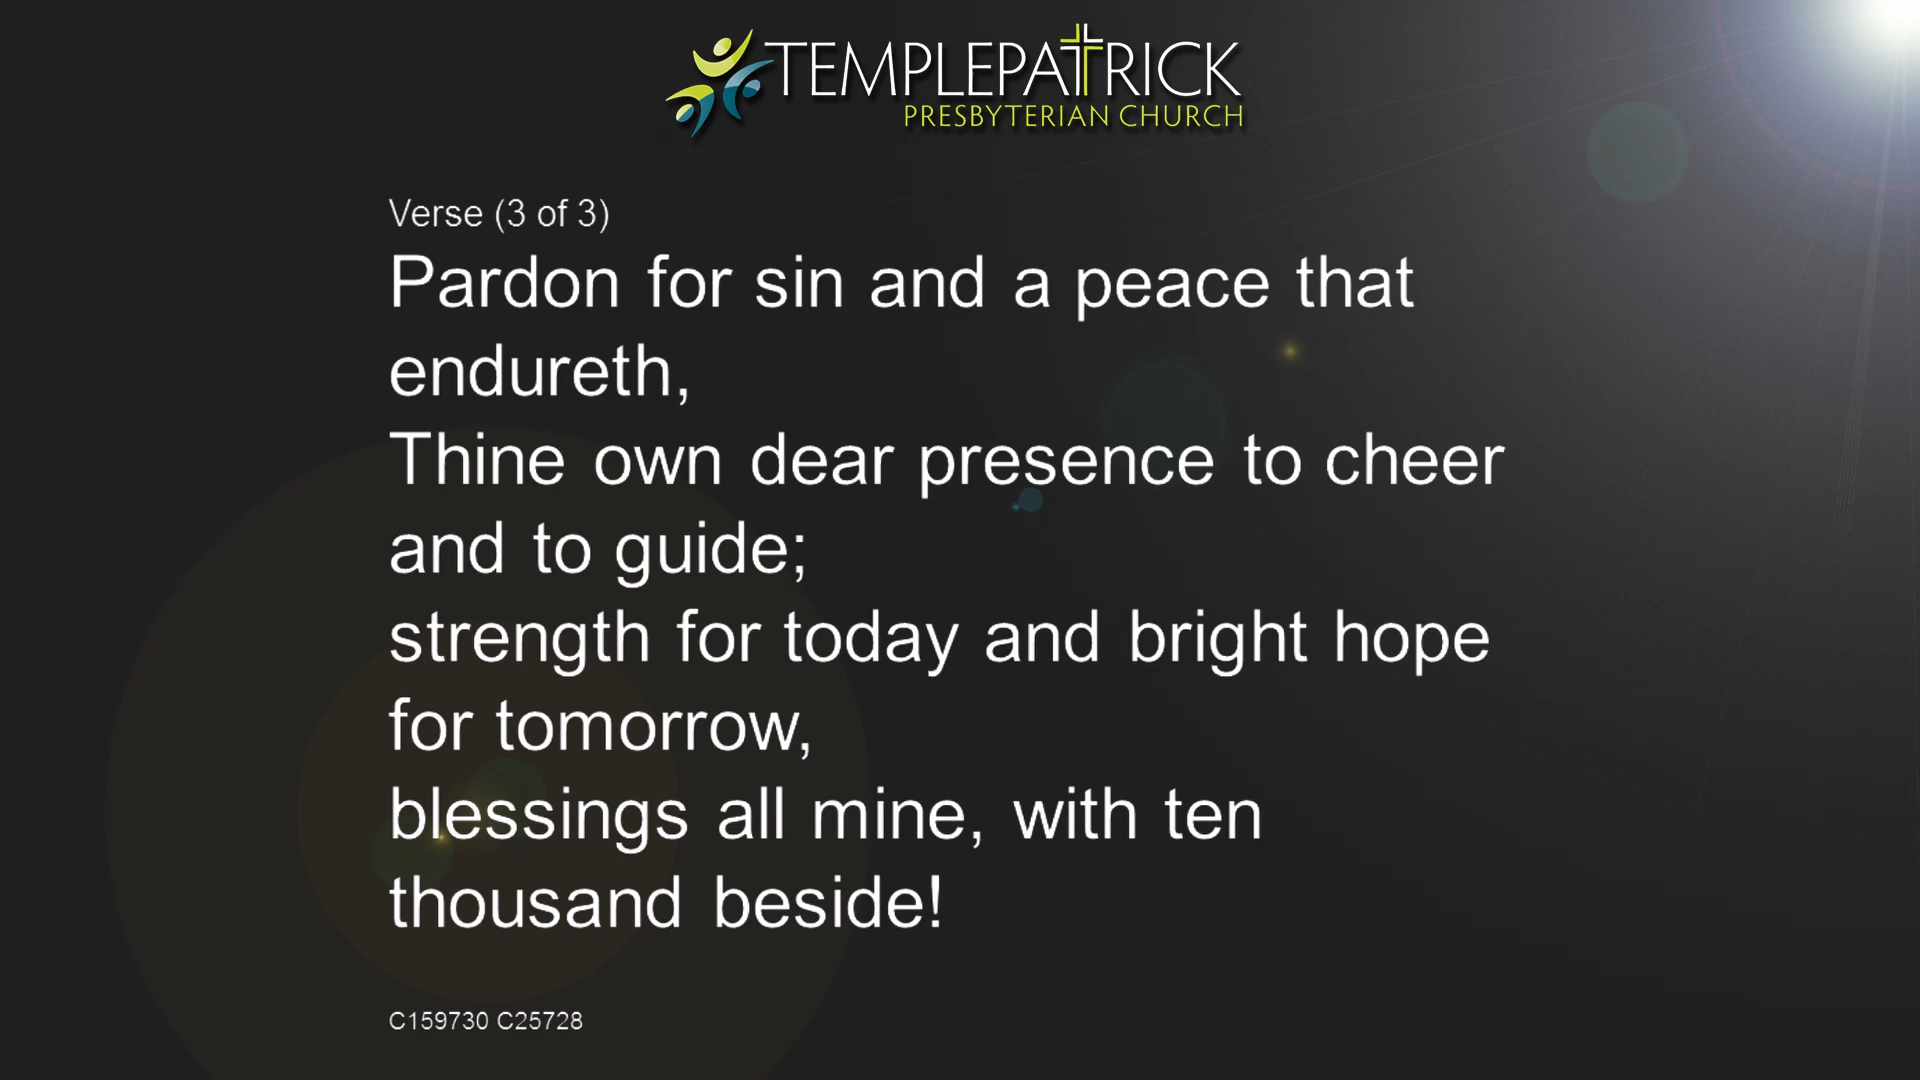 TEMPLEPATRICK
PRESBYTERIAN CHURCH
Verse (3 of 3)
Pardon for sin and a peace that
endureth,
Thine own dear presence to cheer
and to guide;
strength for today and bright hope
for tomorrow,
blessings all mine, with ten
thousand beside!
C159730 C25728